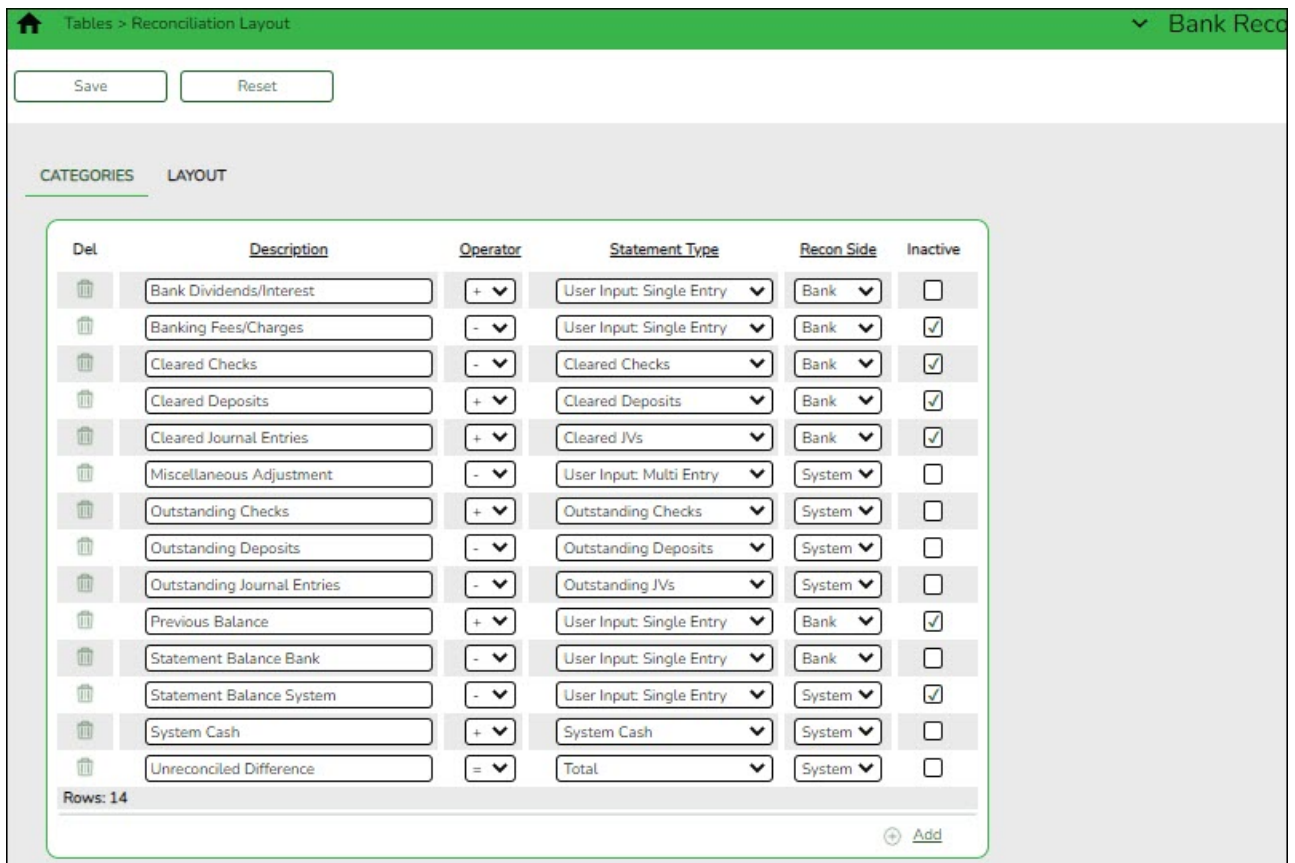 Tables > Reconciliation Layout Bank Reco
Save Reset
CATEGORIES LAYOUT
Del Description Operator Statement Type Recon Side Inactive
Bank Dividends/Interest + User Input: Single Entry Bank
Banking Fees/Charges - User Input: Single Entry Bank
Cleared Checks - Cleared Checks Bank
Cleared Deposits + Cleared Deposits Bank
Cleared Journal Entries + Cleared JVs Bank
Miscellaneous Adjustment - User Input: Multi Entry System
Outstanding Checks + Outstanding Checks System
Outstanding Deposits - Outstanding Deposits System
Outstanding Journal Entries - Outstanding JVs System
Previous Balance + User Input: Single Entry Bank
Statement Balance Bank - User Input: Single Entry Bank
Statement Balance System - User Input: Single Entry System
System Cash + System Cash System
Unreconciled Difference = Total System
Rows: 14
Add